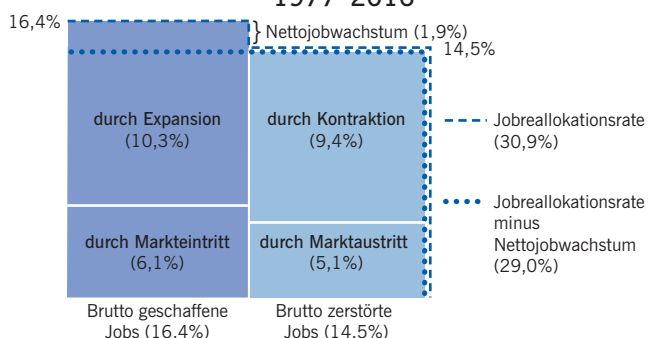 16,4%
Nettojobwachstum (1,9%)
14,5%
durch Expansion
(10,3%)
durch Kontraktion
(9,4%)
Jobreallokationsrate
(30,9%)
Jobreallokationsrate
minus
Nettojobwachstum
(29,0%)
durch Markteintritt
(6,1%)
durch Marktaustritt
(5,1%)
Brutto geschaffene
Jobs (16,4%)
Brutto zerstörte
Jobs (14,5%)